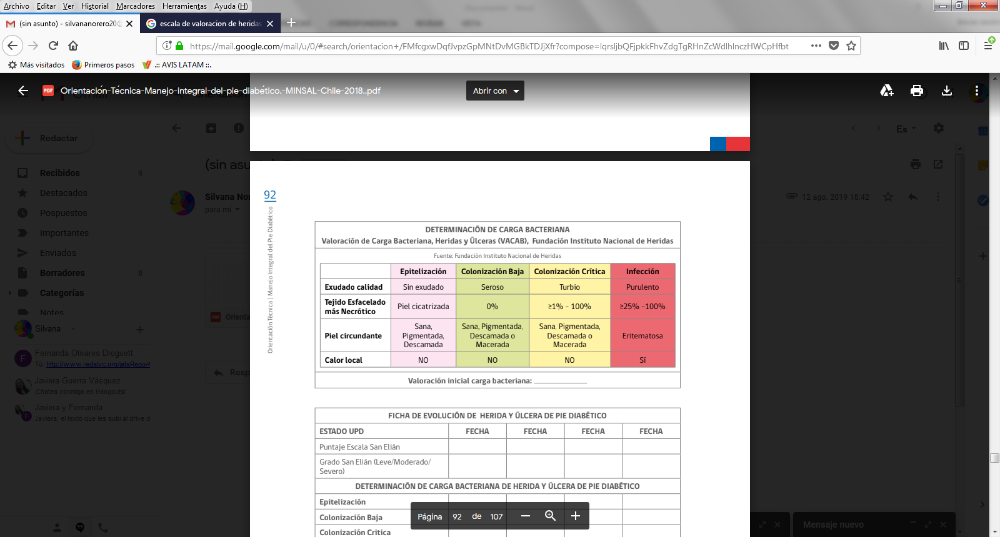 Archivo Editar Ver Historial Marcadores Herramientas Ayuda (H)
(sin asunto) - silvananorero20@
escala de valoracion de heridas
https://mail.google.com/mail/u/0/#search/orientacion+/FMfcgxwDqfJvpzGpMNtDvMGBkTDJjXfr?compose=lqrsljbQFjpkkFhvZdgTgRHnZcWdlhlnczHWCpHfbt
Más visitados Primeros pasos .:: AVIS LATAM ::.
PDF Orientacion-Técnica-Manejo-integral-del-pie-diabético.-MINSAL-Chile-2018..pdf
Abrir con
Redactar
Es
Recibidos 9
Destacados
Pospuestos
Importantes
Enviados
Borradores 8
Categorías
Notas
(sin asu
Silvana Nor
para mí
12 ago. 2019 18:42
PDF Orienta
Resp
Silvana
Fernanda Olivares Droguett
Tú: http://www.redalyc.org/jatsRepo/4
Javiera Guerra Vásquez
¡Chatea conmigo en Hangouts!
Javiera y Fernanda
Javiera: el texto que les subí al drive d
92
Orientación Técnica | Manejo Integral del Pie Diabético
DETERMINACIÓN DE CARGA BACTERIANA
Valoración de Carga Bacteriana, Heridas y Úlceras (VACAB), Fundación Instituto Nacional de Heridas
Fuente: Fundación Instituto Nacional de Heridas
Epitelización Colonización Baja Colonización Crítica Infección
Exudado calidad Sin exudado Seroso Turbio Purulento
Tejido Esfacelado más Necrótico Piel cicatrizada 0% ≥1% - 100% ≥25% -100%
Piel circundante Sana, Pigmentada, Descamada Sana, Pigmentada, Descamada o Macerada Sana, Pigmentada, Descamada o Macerada Eritematosa
Calor local NO NO NO Sí
Valoración inicial carga bacteriana: ____________
FICHA DE EVOLUCIÓN DE HERIDA Y ÚLCERA DE PIE DIABÉTICO
ESTADO UPD FECHA FECHA FECHA FECHA
Puntaje Escala San Elián
Grado San Elián (Leve/Moderado/
Severo)
DETERMINACIÓN DE CARGA BACTERIANA DE HERIDA Y ÚLCERA DE PIE DIABÉTICO
Epitelización
Colonización Baja
Colonización Critica
Página 92 de 107
Mensaje nuevo